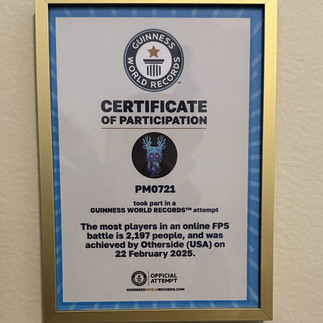 GUINNESS
WORLD RECORDS
CERTIFICATE
OF PARTICIPATION
PM0721
took part in a
GUINNESS WORLD RECORDS™ attempt
The most players in an online FPS
battle is 2,197 people, and was
achieved by Otherside (USA) on
22 February 2025.
OFFICIAL
ATTEMPT
GUINNESSWORLDRECORDS.COM